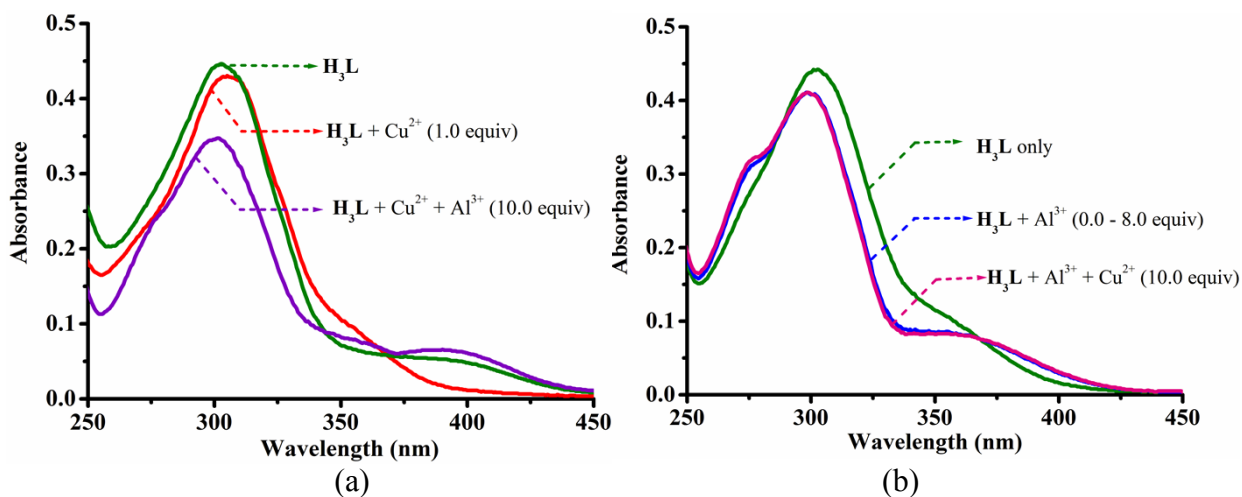 0.5
0.4
0.3
0.2
0.1
0.0
Absorbance
H₃L
H₃L + Cu²⁺ (1.0 equiv)
H₃L + Cu²⁺ + Al³⁺ (10.0 equiv)
250 300 350 400 450
Wavelength (nm)
(a)
0.5
0.4
0.3
0.2
0.1
0.0
Absorbance
H₃L only
H₃L + Al³⁺ (0.0 - 8.0 equiv)
H₃L + Al³⁺ + Cu²⁺ (10.0 equiv)
250 300 350 400 450
Wavelength (nm)
(b)